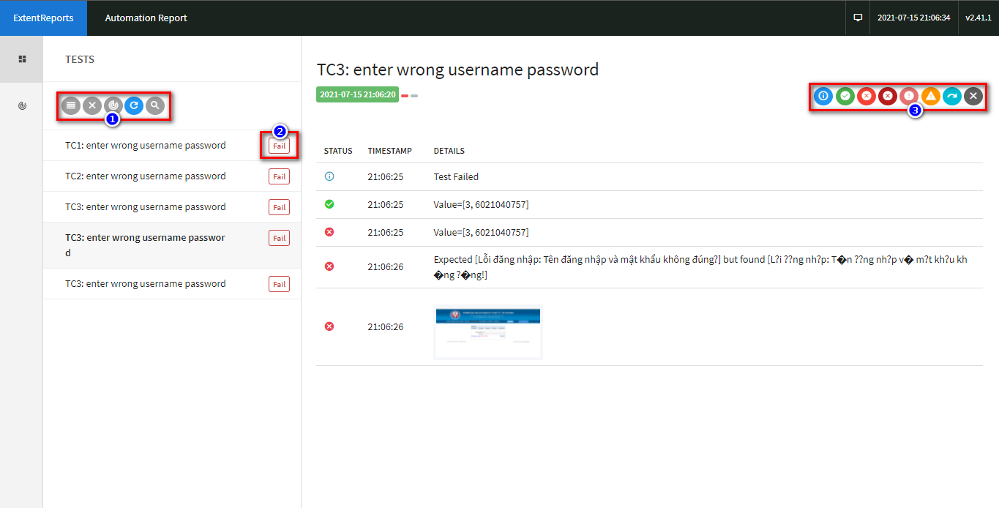 ExtentReports Automation Report 2021-07-15 21:06:34 v2.41.1
TESTS
1
2
TC1: enter wrong username password Fail
TC2: enter wrong username password Fail
TC3: enter wrong username password Fail
TC3: enter wrong username passwor Fail
d
TC3: enter wrong username password Fail
TC3: enter wrong username password
2021-07-15 21:06:20
3
STATUS TIMESTAMP DETAILS
21:06:25 Test Failed
21:06:25 Value=[3, 6021040757]
21:06:25 Value=[3, 6021040757]
21:06:26 Expected [Lỗi đăng nhập: Tên đăng nhập và mật khẩu không đúng?] but found [L?i ??ng nh?p: T�n ??ng nh?p v� m?t kh?u kh
�ng ?�ng!]
21:06:26